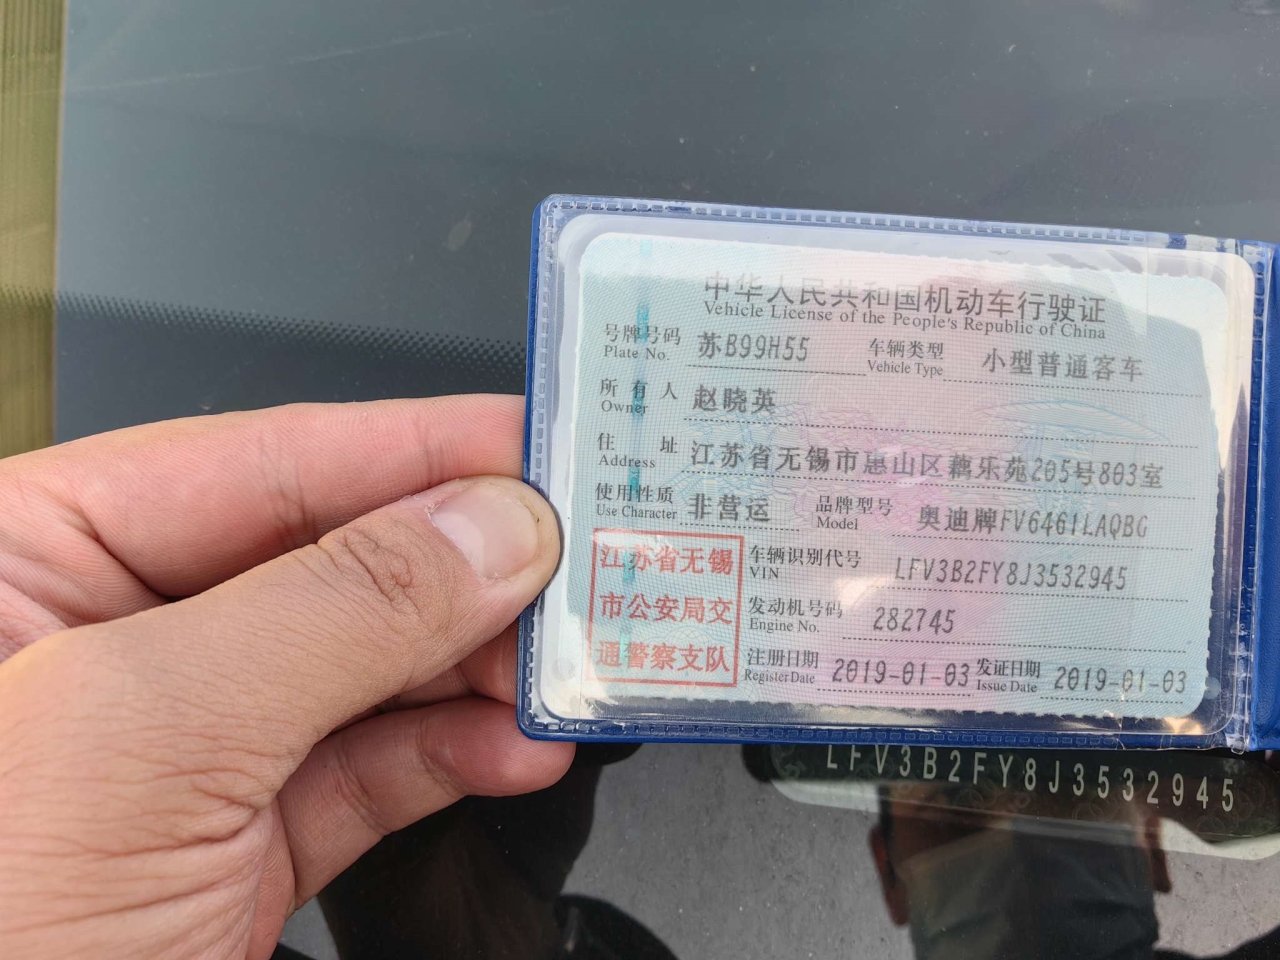 中华人民共和国机动车行驶证
Vehicle License of the People's Republic of China
号牌号码 苏B99H55 车辆类型 小型普通客车
Plate No. Vehicle Type
所有人 赵晓英
Owner
住址 江苏省无锡市惠山区藕乐苑205号803室
Address
使用性质 非营运 品牌型号 奥迪牌FV6461LAQBG
Use Character Model
江苏省无锡
市公安局交
通警察支队
车辆识别代号 LFV3B2FY8J3532945
VIN
发动机号码 282745
Engine No.
注册日期 2019-01-03 发证日期 2019-01-03
Register Date Issue Date
LFV3B2FY8J3532945